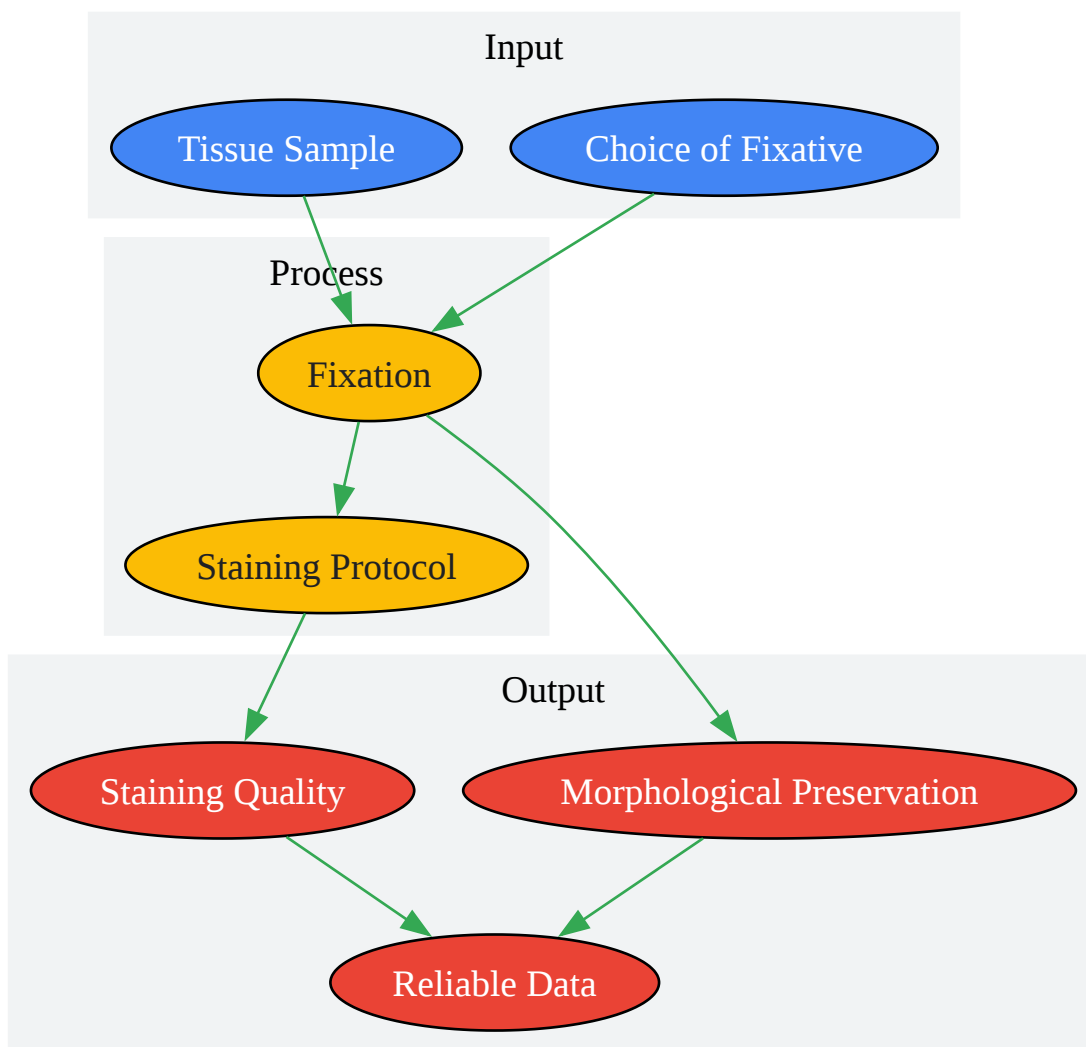 Input
Tissue Sample
Choice of Fixative
Process
Fixation
Staining Protocol
Output
Staining Quality
Morphological Preservation
Reliable Data